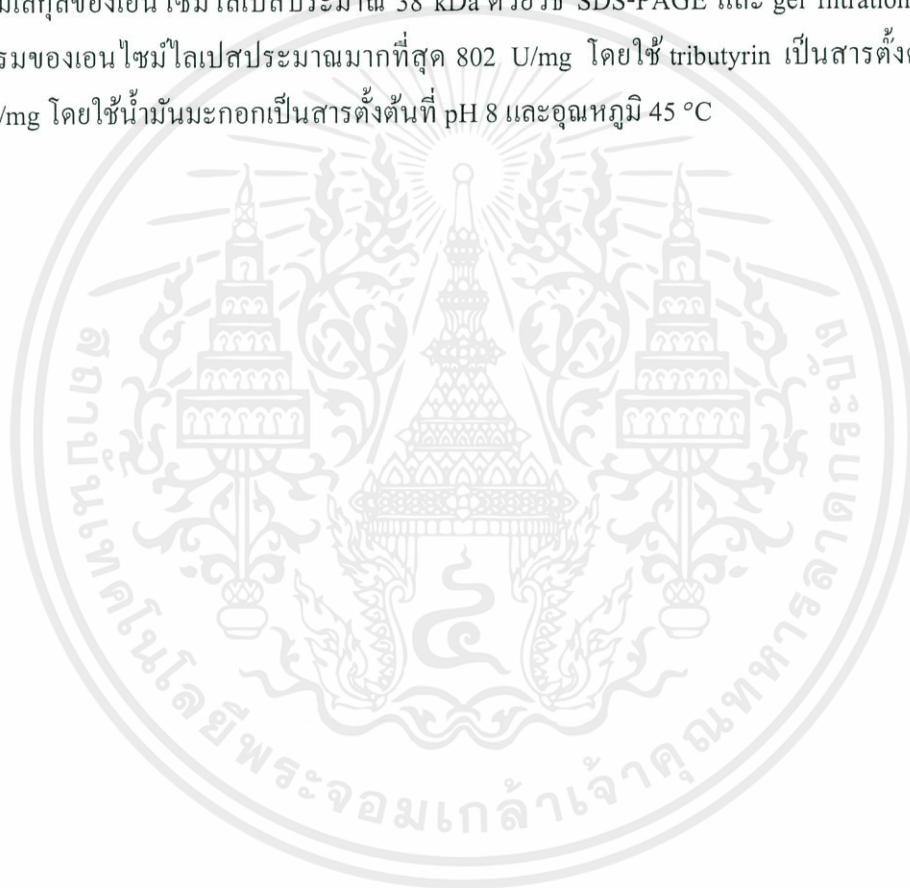 โมเลกุลของเอนไซม์ไลเปสประมาณ 38 kDa ด้วยวิธี SDS-PAGE และ gel filtration
รมของเอนไซม์ไลเปสประมาณมากที่สุด 802 U/mg โดยใช้ tributyrin เป็นสารตั้งต้
/mg โดยใช้น้ำมันมะกอกเป็นสารตั้งต้นที่ pH 8 และอุณหภูมิ 45 °C
สถาบันเทคโนโลยีพระจอมเกล้าเจ้าคุณทหารลาดกระบัง